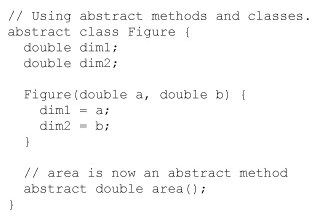 // Using abstract methods and classes.
abstract class Figure {
  double dim1;
  double dim2;

  Figure(double a, double b) {
    dim1 = a;
    dim2 = b;
  }

  // area is now an abstract method
  abstract double area();
}